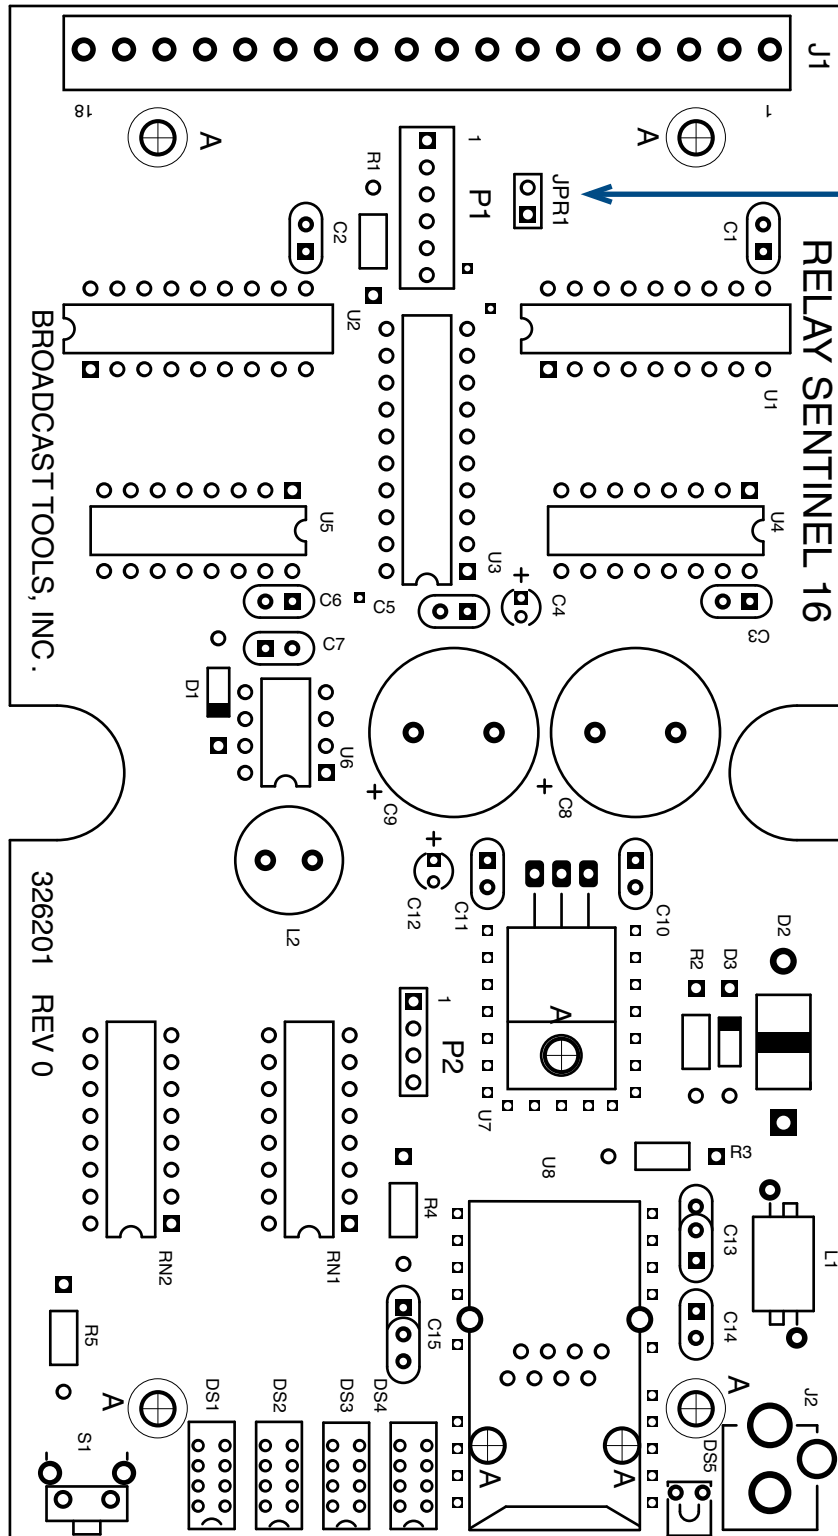 J1
18
1
A
A
R1
1
P1
JPR1
C2
C1
RELAY SENTINEL 16
U2
U1
BROADCAST TOOLS, INC.
U5
U4
U3
+
C4
C6
C5
C3
C7
D1
U6
+
C9
+
C8
+
C12
C11
C10
L2
D2
326201 REV 0
R2
D3
1
P2
A
U7
U8
R3
R4
C13
L1
RN2
RN1
C15
C14
R5
DS1
DS2
DS3
DS4
A
A
J2
S1
A
A
DS5